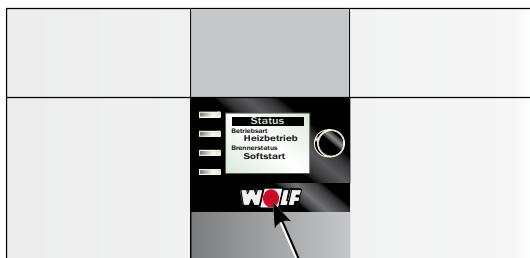 Status
Betriebsart
Heizbetrieb
Brennerstatus
Softstart
WOLF